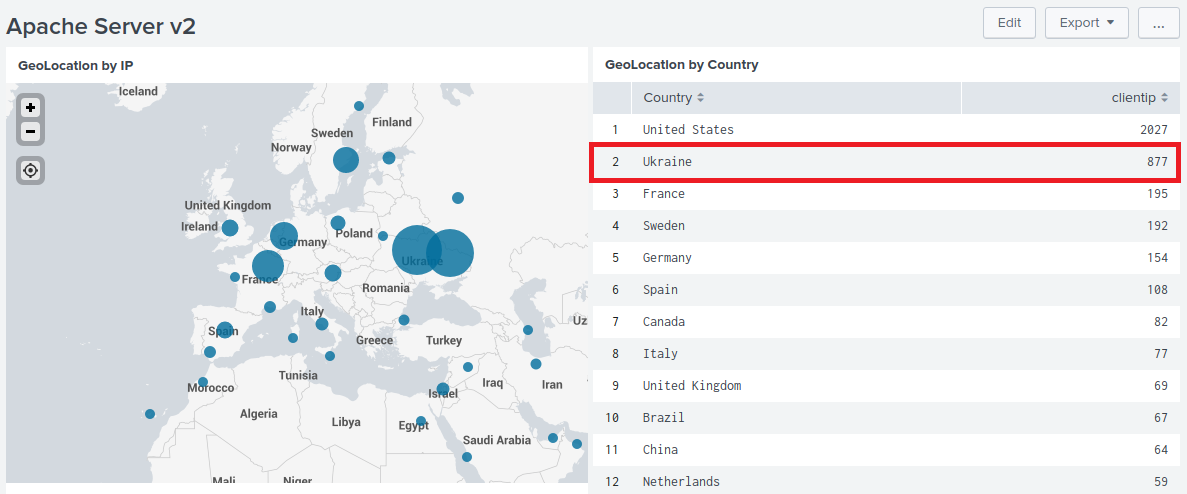 Apache Server v2
Edit
Export
...
GeoLocation by IP
+
−
Iceland
Finland
Sweden
Norway
United Kingdom
Ireland
Poland
Germany
Ukraine
France
Romania
Italy
Uz
Spain
Greece
Turkey
Tunisia
Morocco
Israel
Iraq
Iran
Algeria
Libya
Egypt
Saudi Arabia
Mali
Niger
GeoLocation by Country
Country clientip
1 United States 2027
2 Ukraine 877
3 France 195
4 Sweden 192
5 Germany 154
6 Spain 108
7 Canada 82
8 Italy 77
9 United Kingdom 69
10 Brazil 67
11 China 64
12 Netherlands 59